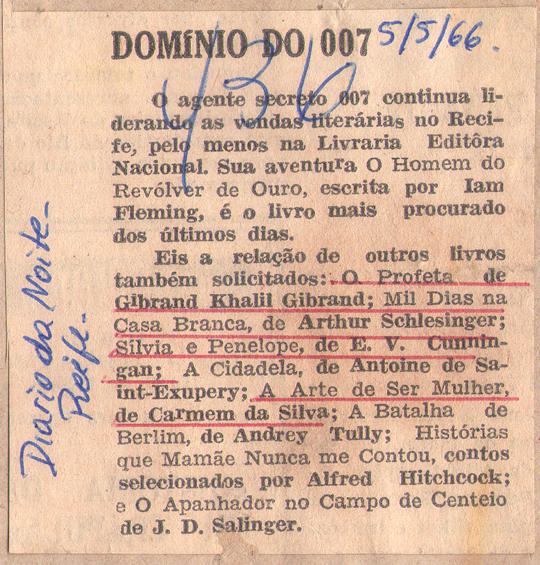 DOMÍNIO DO 007
5/5/66.
436
O agente secreto 007 continua li-
derando as vendas literárias no Reci-
fe, pelo menos na Livraria Editôra
Nacional. Sua aventura O Homem do
Revólver de Ouro, escrita por Iam
Fleming, é o livro mais procurado
dos últimos dias.
Eis a relação de outros livros
também solicitados: O Profeta de
Gibrand Khalil Gibrand; Mil Dias na
Casa Branca, de Arthur Schlesinger;
Sílvia e Penelope, de E. V. Cunnin-
gan; A Cidadela, de Antoine de Sa-
int-Exupery; A Arte de Ser Mulher,
de Carmem da Silva; A Batalha de
Berlim, de Andrey Tully; Histórias
que Mamãe Nunca me Contou, contos
selecionados por Alfred Hitchcock;
e O Apanhador no Campo de Centeio
de J. D. Salinger.
Diario da Noite-
Recife-